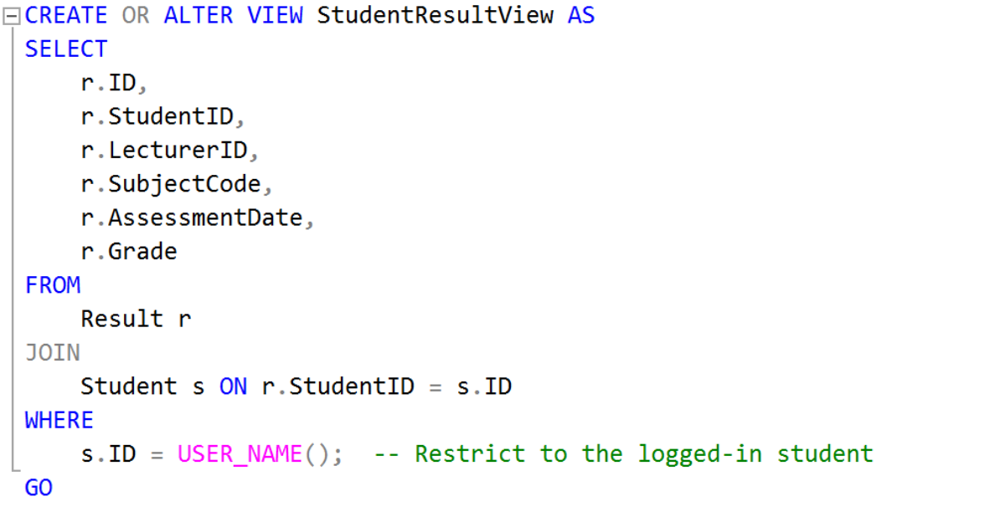 CREATE OR ALTER VIEW StudentResultView AS
SELECT
    r.ID,
    r.StudentID,
    r.LecturerID,
    r.SubjectCode,
    r.AssessmentDate,
    r.Grade
FROM
    Result r
JOIN
    Student s ON r.StudentID = s.ID
WHERE
    s.ID = USER_NAME();  -- Restrict to the logged-in student
GO